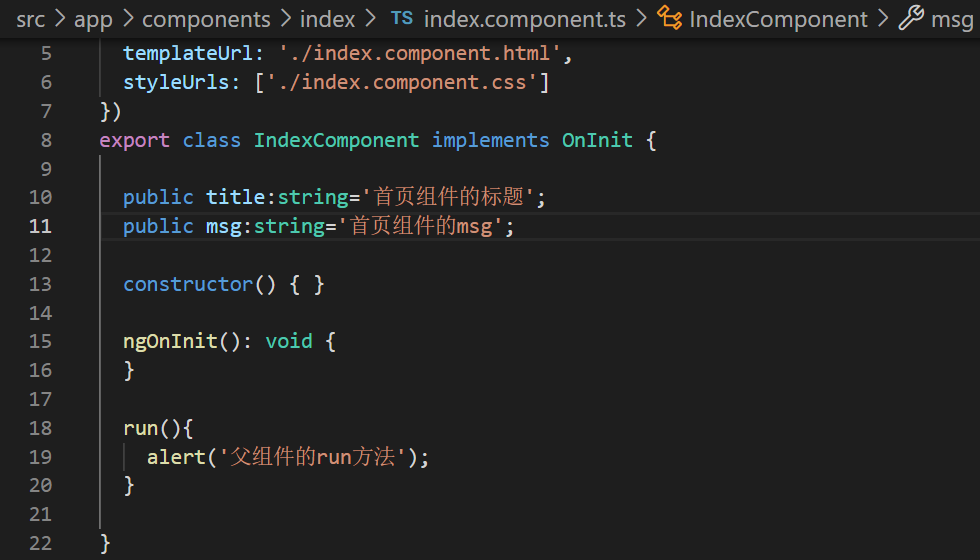 src > app > components > index > TS index.component.ts > IndexComponent > msg
5 templateUrl: './index.component.html',
6 styleUrls: ['./index.component.css']
7 })
8 export class IndexComponent implements OnInit {
9
10 public title:string='首页组件的标题';
11 public msg:string='首页组件的msg';
12
13 constructor() { }
14
15 ngOnInit(): void {
16 }
17
18 run(){
19 alert('父组件的run方法');
20 }
21
22 }